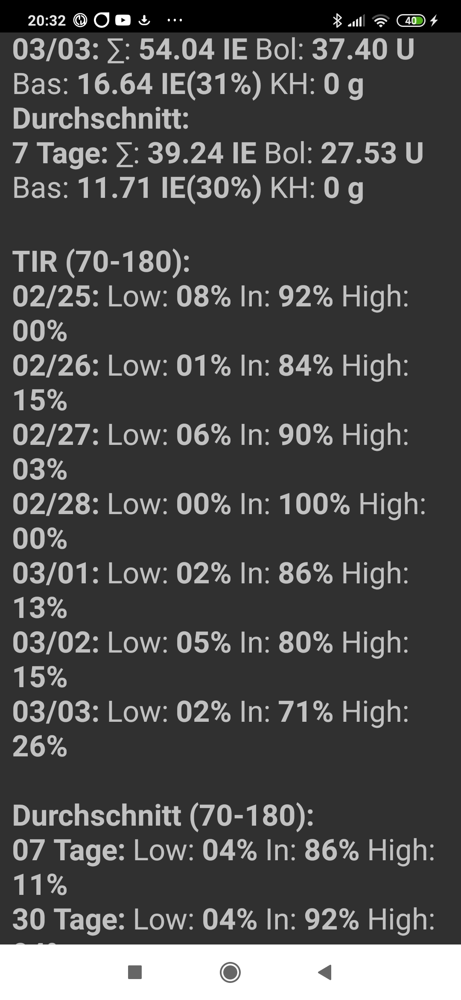 20:32 ... 40
03/03: ∑: 54.04 IE Bol: 37.40 U
Bas: 16.64 IE(31%) KH: 0 g
Durchschnitt:
7 Tage: ∑: 39.24 IE Bol: 27.53 U
Bas: 11.71 IE(30%) KH: 0 g
TIR (70-180):
02/25: Low: 08% In: 92% High:
00%
02/26: Low: 01% In: 84% High:
15%
02/27: Low: 06% In: 90% High:
03%
02/28: Low: 00% In: 100% High:
00%
03/01: Low: 02% In: 86% High:
13%
03/02: Low: 05% In: 80% High:
15%
03/03: Low: 02% In: 71% High:
26%
Durchschnitt (70-180):
07 Tage: Low: 04% In: 86% High:
11%
30 Tage: Low: 04% In: 92% High: